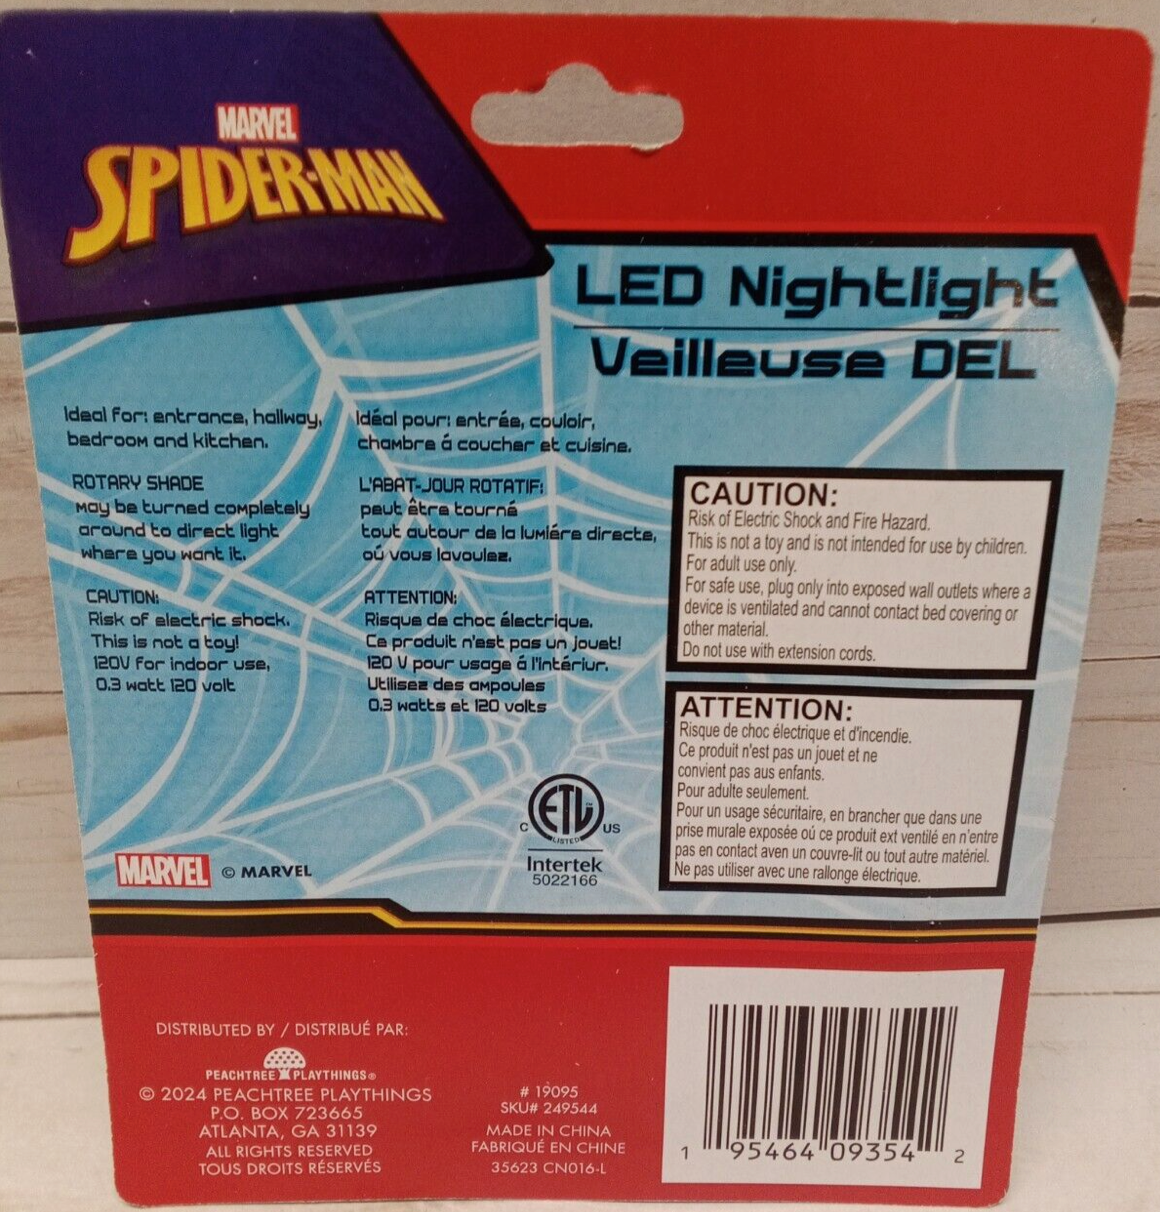 MARVEL
SPIDER-MAN
LED Nightlight
Veilleuse DEL
Ideal for: entrance, hallway,
bedroom and kitchen.
ROTARY SHADE
may be turned completely
around to direct light
where you want it.
CAUTION:
Risk of electric shock.
This is not a toy!
120V for indoor use,
0.3 watt 120 volt
Idéal pour: entrée, couloir,
chambre á coucher et cuisine.
L'ABAT-JOUR ROTATIF:
peut être tourné
tout autour de la lumiére directe,
oú vous lavoulez.
ATTENTION:
Risque de choc électrique.
Ce produit n'est pas un jouet!
120 V pour usage á l'intériur.
Utilisez des ampoules
0.3 watts et 120 volts
CAUTION:
Risk of Electric Shock and Fire Hazard.
This is not a toy and is not intended for use by children.
For adult use only.
For safe use, plug only into exposed wall outlets where a
device is ventilated and cannot contact bed covering or
other material.
Do not use with extension cords.
ATTENTION:
Risque de choc électrique et d'incendie.
Ce produit n'est pas un jouet et ne
convient pas aus enfants.
Pour adulte seulement.
Pour un usage sécuritaire, en brancher que dans une
prise murale exposée oú ce produit ext ventilé en n'entre
pas en contact aven un couvre-lit ou tout autre matériel.
Ne pas utiliser avec une rallonge électrique.
ETL
LISTED
C US
Intertek
5022166
MARVEL © MARVEL
DISTRIBUTED BY / DISTRIBUÉ PAR:
PEACHTREE PLAYTHINGS®
© 2024 PEACHTREE PLAYTHINGS
P.O. BOX 723665
ATLANTA, GA 31139
ALL RIGHTS RESERVED
TOUS DROITS RÉSERVÉS
# 19095
SKU# 249544
MADE IN CHINA
FABRIQUÉ EN CHINE
35623 CN016-L
1 95464 09354 2